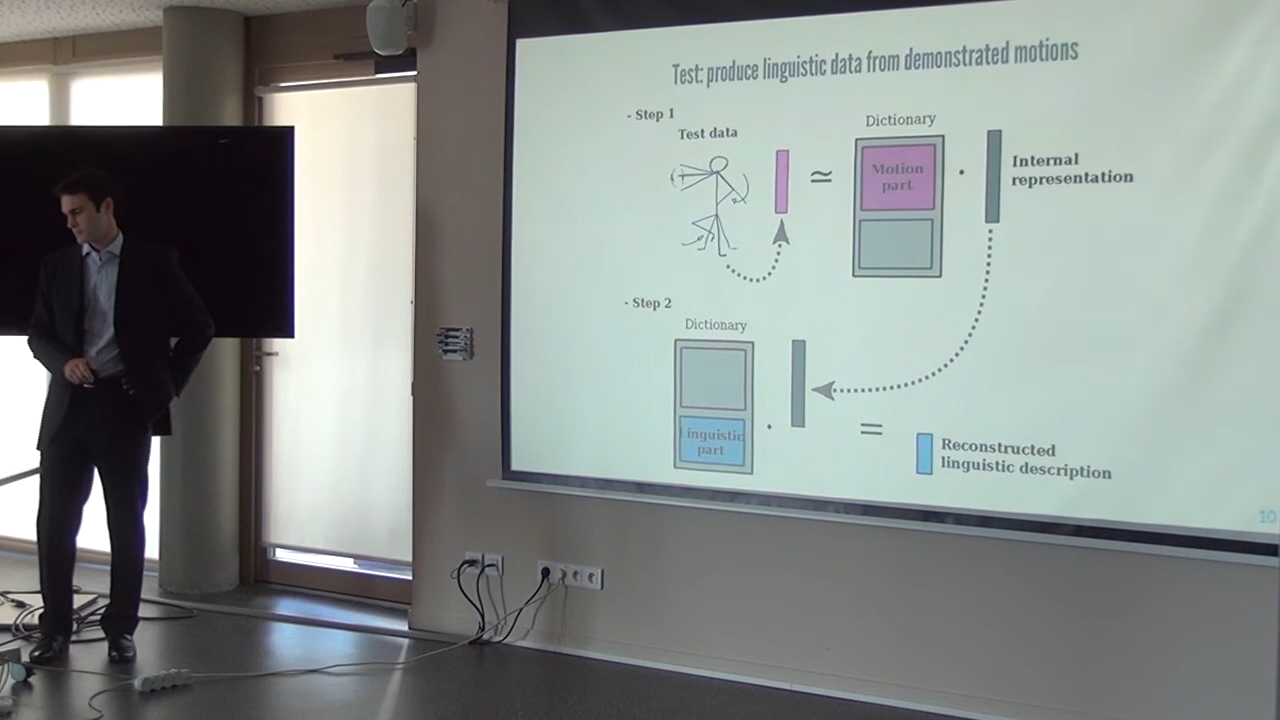 Test: produce linguistic data from demonstrated motions
- Step 1
Test data
Dictionary
Motion
part
Internal
representation
≃
·
- Step 2
Dictionary
Linguistic
part
·
=
Reconstructed
linguistic description
10